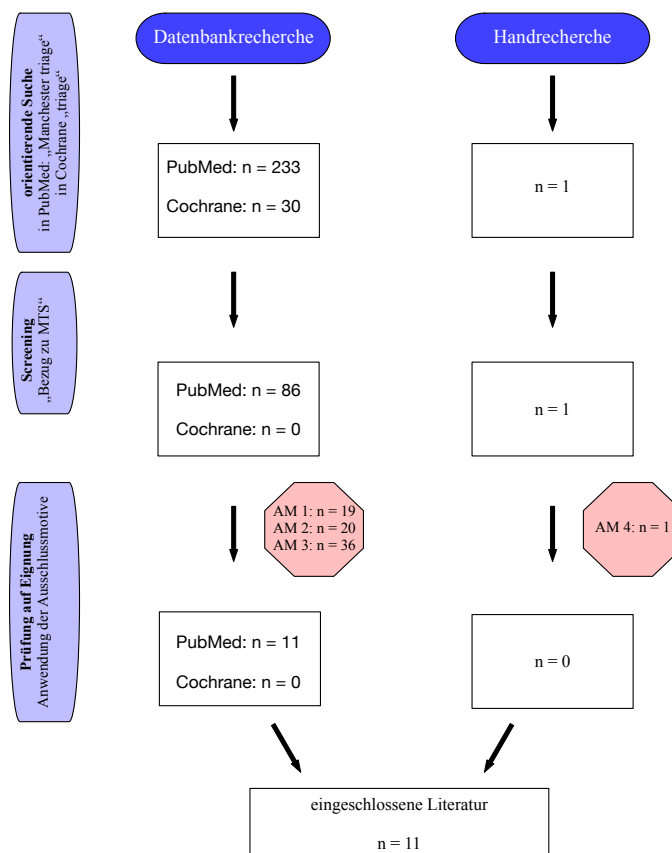 Datenbankrecherche
Handrecherche
orientierende Suche
in PubMed: „Manchester triage“
in Cochrane „triage“
PubMed: n = 233
Cochrane: n = 30
n = 1
Screening
„Bezug zu MTS“
PubMed: n = 86
Cochrane: n = 0
n = 1
Prüfung auf Eignung
Anwendung der Ausschlussmotive
AM 1: n = 19
AM 2: n = 20
AM 3: n = 36
AM 4: n = 1
PubMed: n = 11
Cochrane: n = 0
n = 0
eingeschlossene Literatur
n = 11